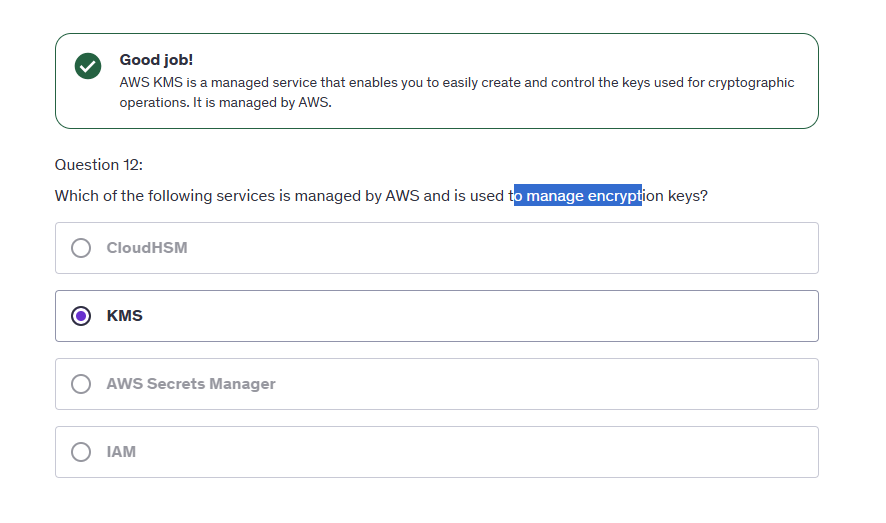 Good job!
AWS KMS is a managed service that enables you to easily create and control the keys used for cryptographic
operations. It is managed by AWS.
Question 12:
Which of the following services is managed by AWS and is used to manage encryption keys?
CloudHSM
KMS
AWS Secrets Manager
IAM